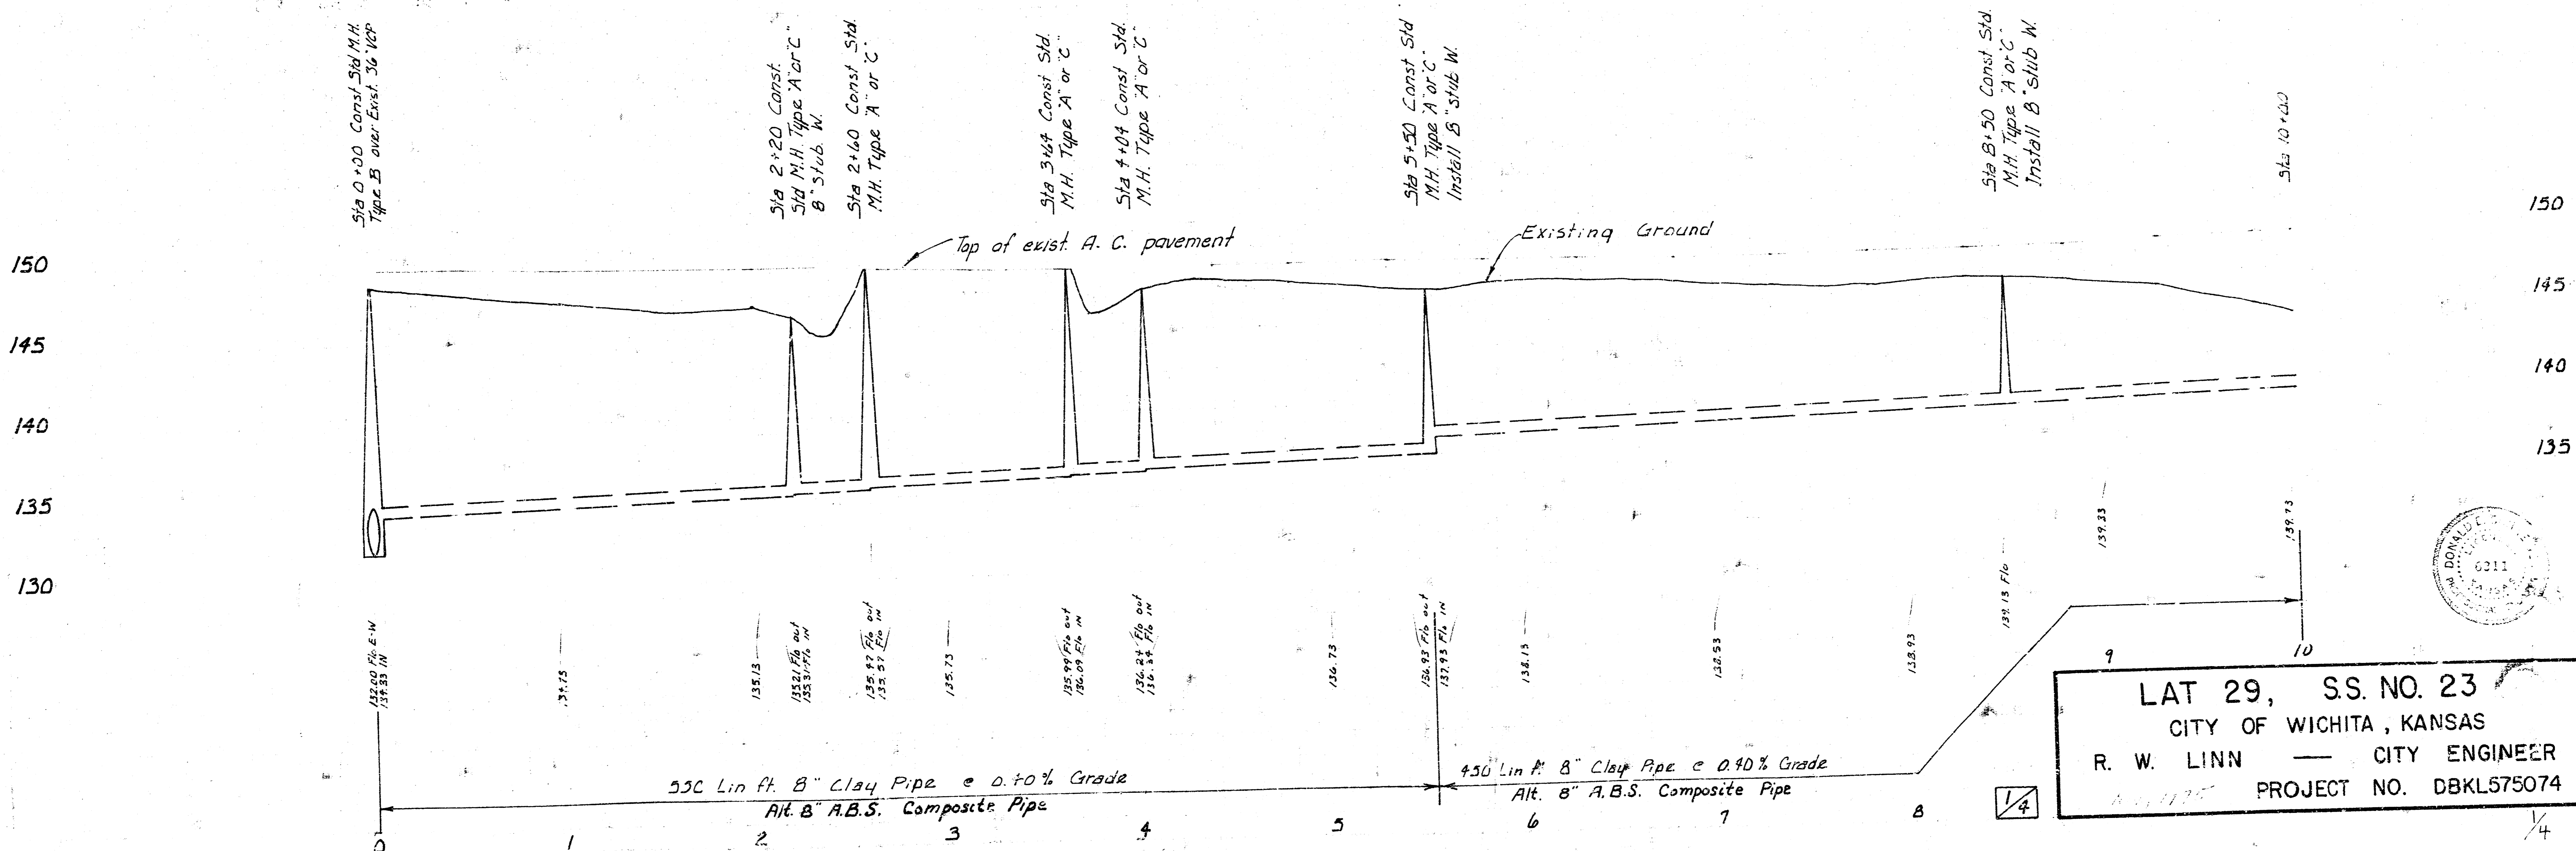 Sta 0+00 Const Std M.H.
Type B over Exist. 36" VCP
Sta 2+20 Const.
Std M.H. Type "A" or "C"
8" stub. W.
Sta 2+60 Const Std.
M.H. Type "A" or "C"
Sta 3+64 Const Std.
M.H. Type "A" or "C"
Sta 4+04 Const Std.
M.H. Type "A" or "C"
Sta 5+50 Const Std
M.H. Type "A" or "C"
Install 8" stub W.
Sta 8+50 Const Std.
M.H. Type "A" or "C"
Install 8" stub W.
Sta 10+00
Top of exist. A. C. pavement
Existing Ground
150
145
140
135
130
150
145
140
135
132.00 Flo E-W
134.33 IN
134.73
135.13
135.21 Flo out
135.31 Flo IN
135.47 Flo out
135.57 Flo IN
135.73
135.99 Flo out
136.09 Flo IN
136.24 Flo out
136.34 Flo IN
136.73
136.93 Flo out
137.93 Flo IN
138.13
138.53
138.93
139.13 Flo
139.33
139.73
550 Lin ft. 8" Clay Pipe @ 0.40% Grade
Alt. 8" A.B.S. Composite Pipe
450 Lin ft 8" Clay Pipe @ 0.40% Grade
Alt. 8" A.B.S. Composite Pipe
0 1 2 3 4 5 6 7 8 9 10
DONALD E.
6211
1/4
LAT 29, S.S. NO. 23
CITY OF WICHITA, KANSAS
R. W. LINN — CITY ENGINEER
PROJECT NO. DBKL575074
1/4